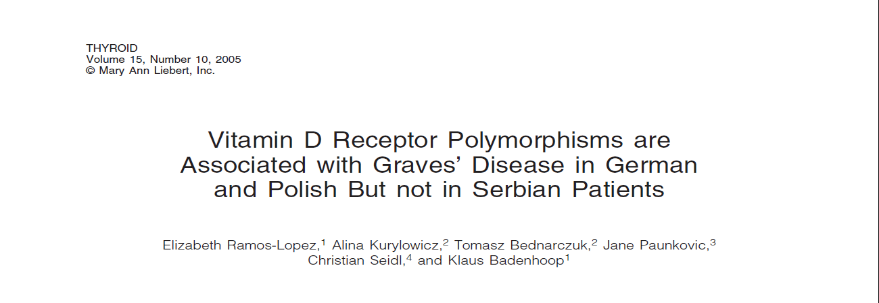 THYROID
Volume 15, Number 10, 2005
© Mary Ann Liebert, Inc.
Vitamin D Receptor Polymorphisms are
Associated with Graves’ Disease in German
and Polish But not in Serbian Patients
Elizabeth Ramos-Lopez,¹ Alina Kurylowicz,² Tomasz Bednarczuk,² Jane Paunkovic,³
Christian Seidl,⁴ and Klaus Badenhoop¹